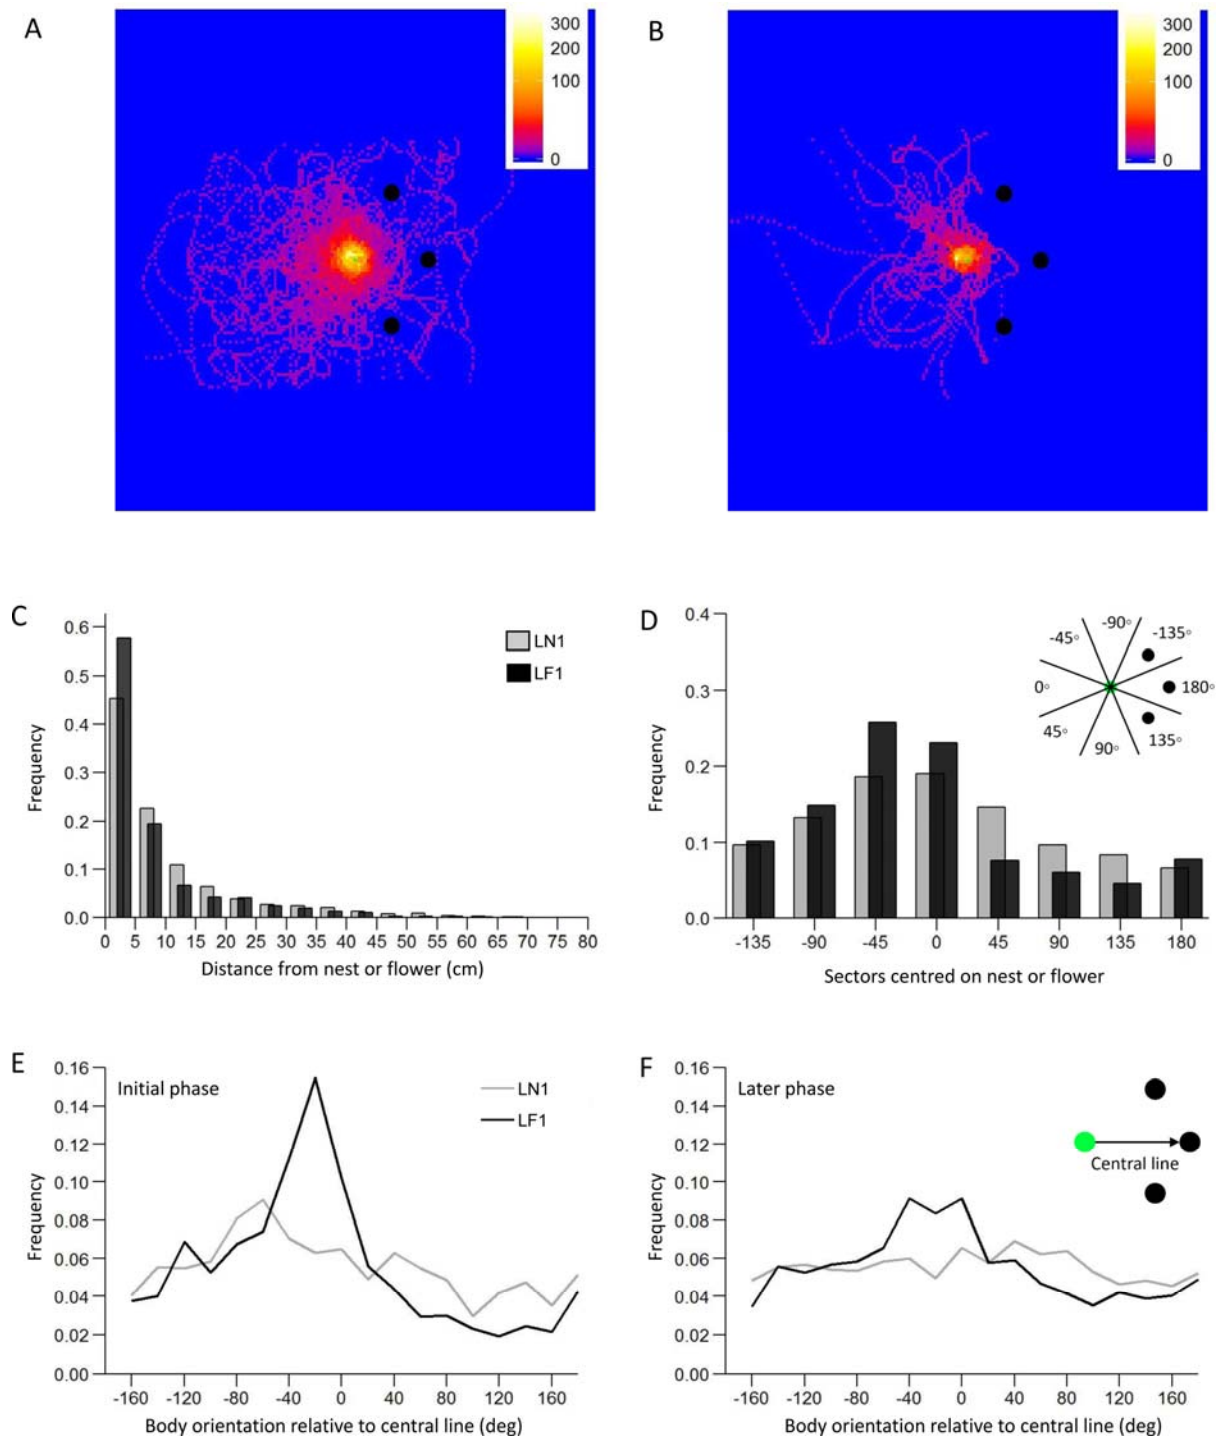 A
300
200
100
0
B
300
200
100
0
C
0.6
0.5
0.4
0.3
0.2
0.1
0.0
Frequency
LN1
LF1
0 5 10 15 20 25 30 35 40 45 50 55 60 65 70 75 80
Distance from nest or flower (cm)
D
0.4
0.3
0.2
0.1
0.0
Frequency
-90° -135°
-45°
0° 180°
45° 90° 135°
-135 -90 -45 0 45 90 135 180
Sectors centred on nest or flower
E
0.16
0.14
0.12
0.10
0.08
0.06
0.04
0.02
0.00
Frequency
Initial phase
LN1
LF1
-160 -120 -80 -40 0 40 80 120 160
Body orientation relative to central line (deg)
F
0.16
0.14
0.12
0.10
0.08
0.06
0.04
0.02
0.00
Frequency
Later phase
Central line
-160 -120 -80 -40 0 40 80 120 160
Body orientation relative to central line (deg)